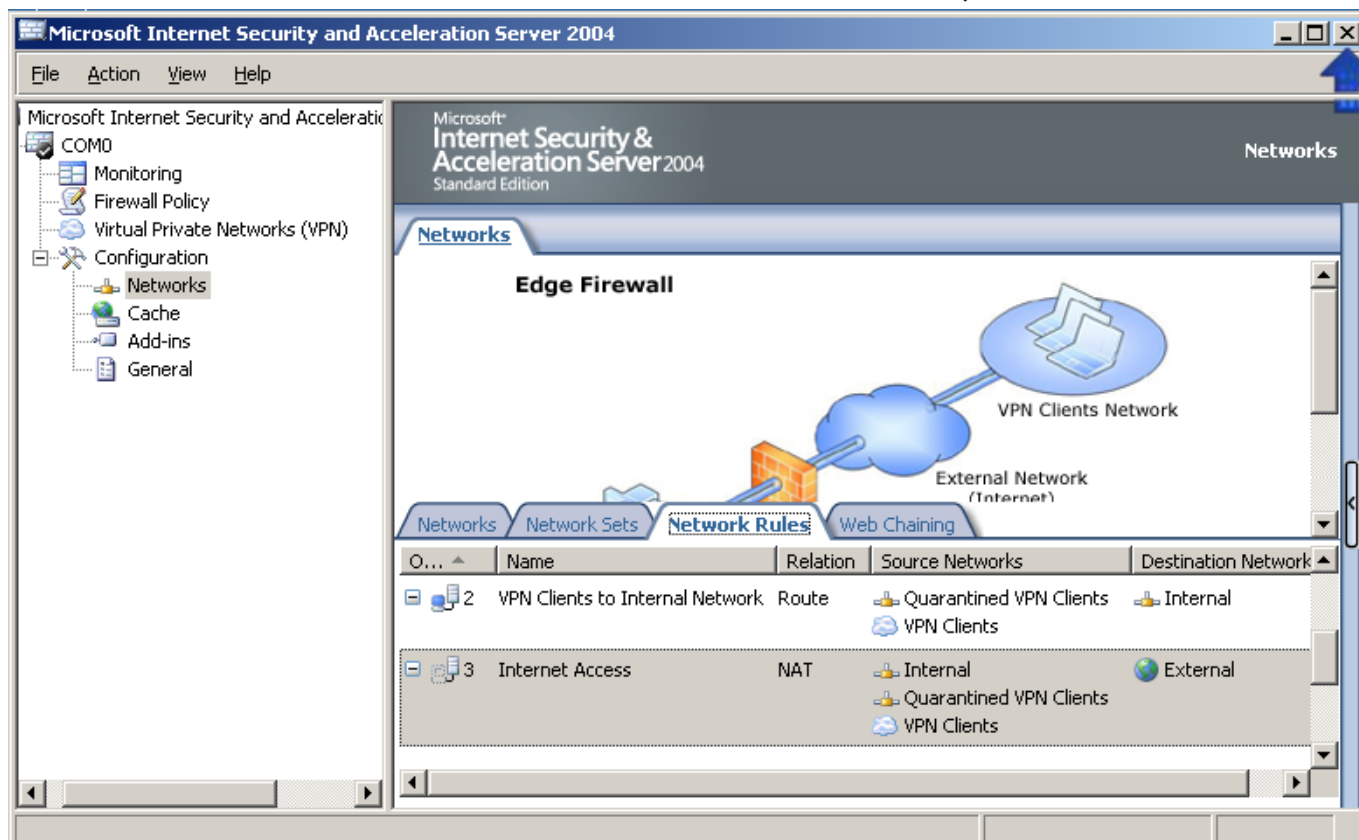 Microsoft Internet Security and Acceleration Server 2004
File Action View Help
Microsoft Internet Security and Acceleratio
COM0
Monitoring
Firewall Policy
Virtual Private Networks (VPN)
Configuration
Networks
Cache
Add-ins
General
Microsoft
Internet Security &
Acceleration Server 2004
Standard Edition
Networks
Networks
Edge Firewall
VPN Clients Network
External Network
(Internet)
Networks Network Sets Network Rules Web Chaining
O... Name Relation Source Networks Destination Network
2 VPN Clients to Internal Network Route Quarantined VPN Clients Internal
VPN Clients
3 Internet Access NAT Internal External
Quarantined VPN Clients
VPN Clients